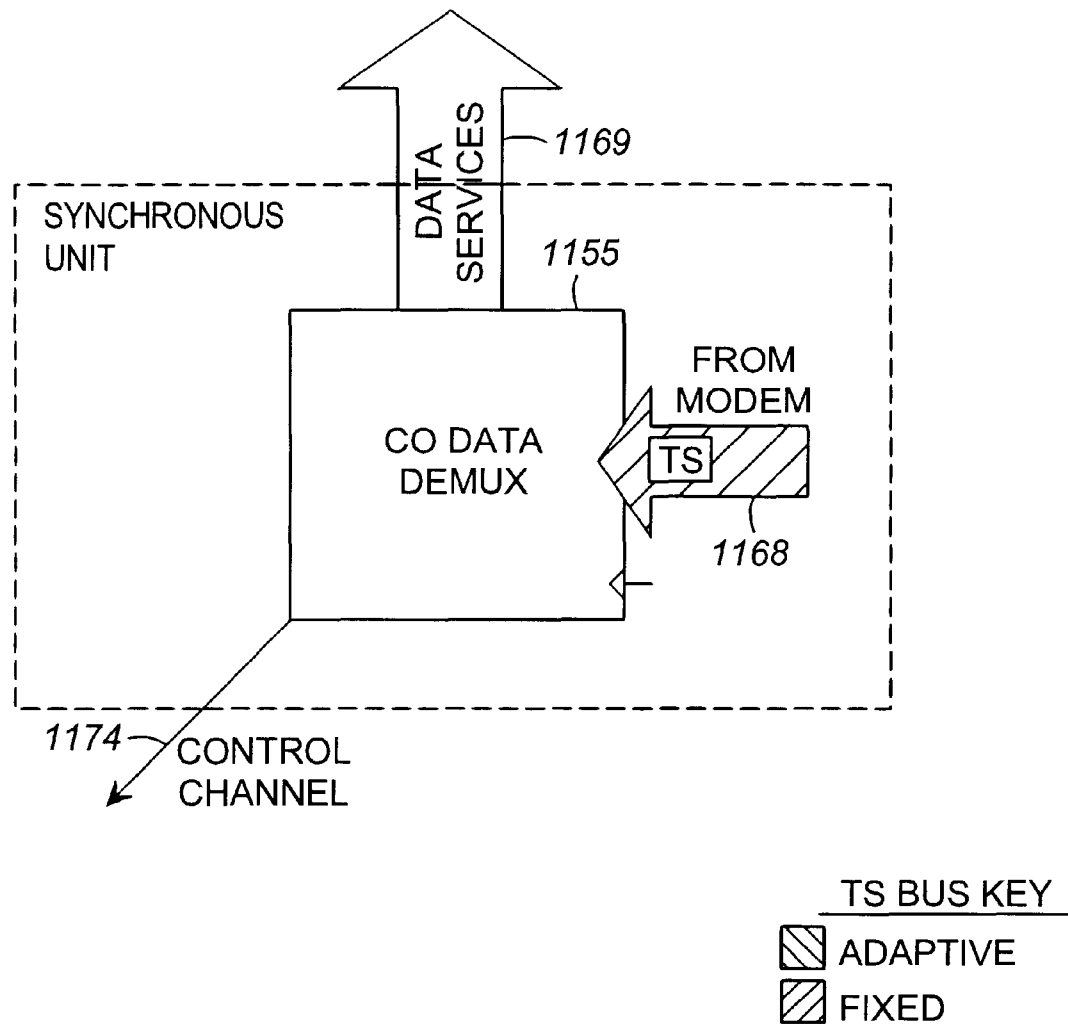 DATA
SERVICES
1169
SYNCHRONOUS
UNIT
1155
FROM
MODEM
CO DATA
DEMUX
TS
1168
1174
CONTROL
CHANNEL
TS BUS KEY
ADAPTIVE
FIXED